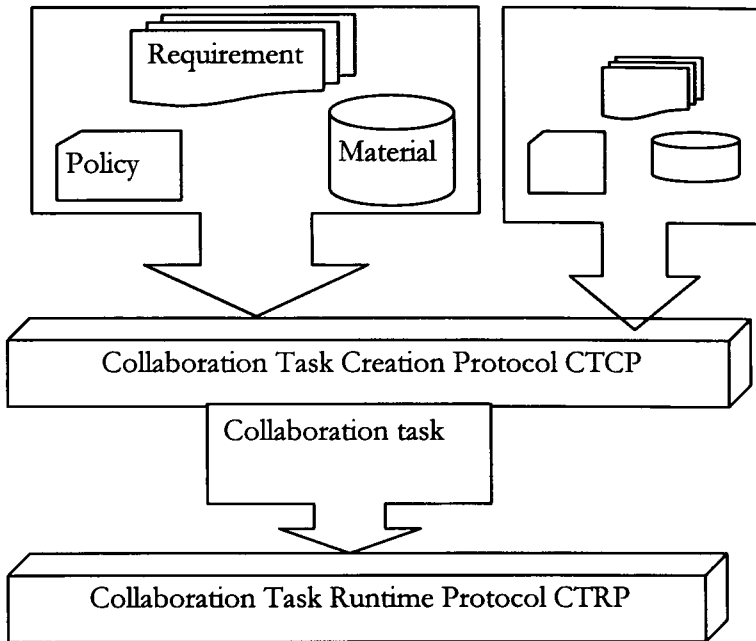 Requirement
Policy
Material
Collaboration Task Creation Protocol CTCP
Collaboration task
Collaboration Task Runtime Protocol CTRP